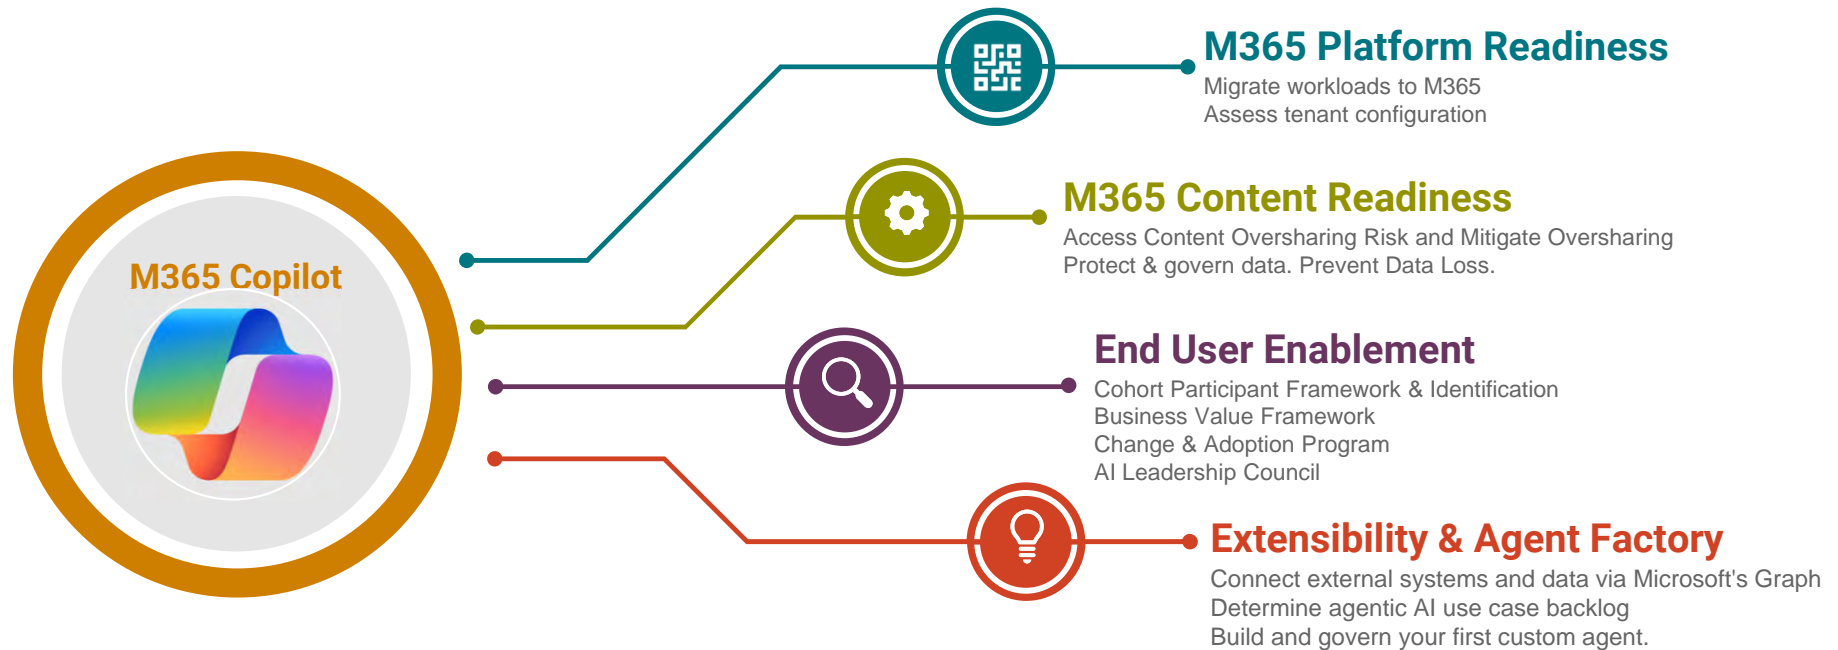 M365 Copilot
M365 Platform Readiness
Migrate workloads to M365
Assess tenant configuration
M365 Content Readiness
Access Content Oversharing Risk and Mitigate Oversharing
Protect & govern data. Prevent Data Loss.
End User Enablement
Cohort Participant Framework & Identification
Business Value Framework
Change & Adoption Program
AI Leadership Council
Extensibility & Agent Factory
Connect external systems and data via Microsoft's Graph
Determine agentic AI use case backlog
Build and govern your first custom agent.